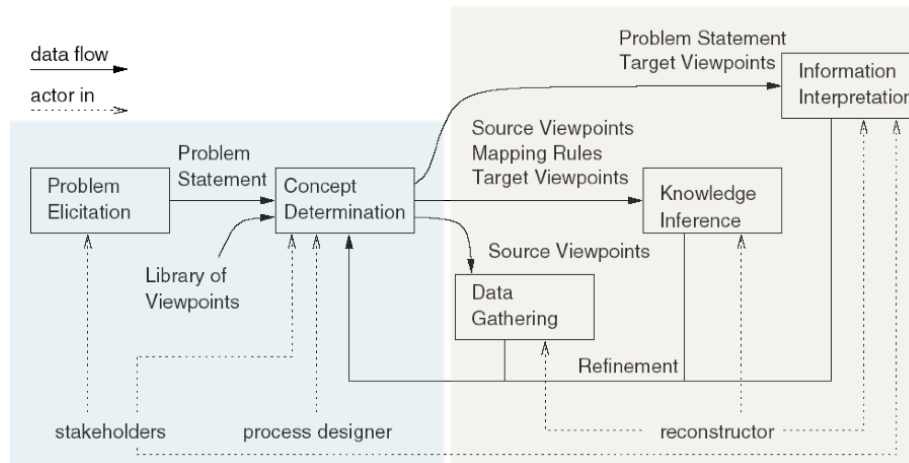 data flow
actor in
Problem Statement
Target Viewpoints
Information
Interpretation
Source Viewpoints
Mapping Rules
Target Viewpoints
Problem
Statement
Problem
Elicitation
Concept
Determination
Knowledge
Inference
Library of
Viewpoints
Source Viewpoints
Data
Gathering
Refinement
stakeholders
process designer
reconstructor